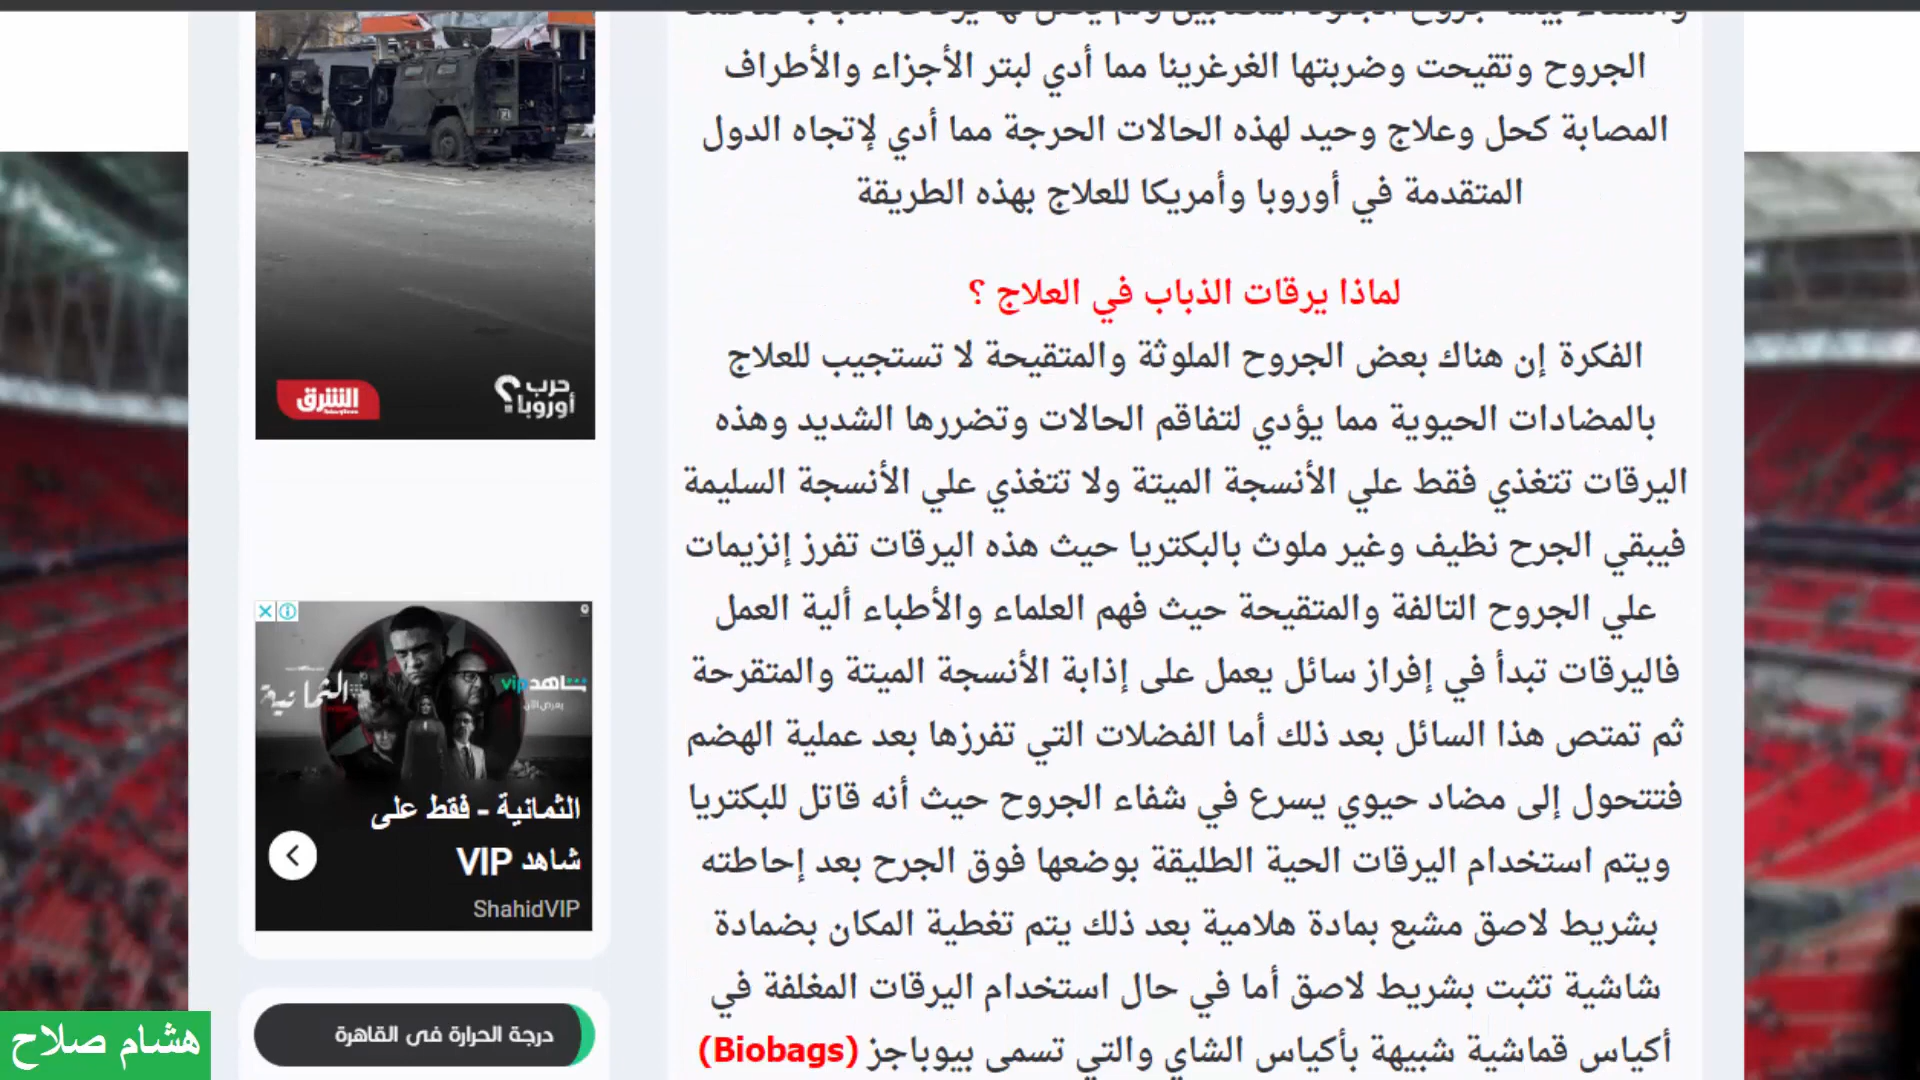 الجروح وتقيحت وضربتها الغرغرينا مما أدي لبتر الأجزاء والأطراف
المصابة كحل وعلاج وحيد لهذه الحالات الحرجة مما أدي لإتجاه الدول
المتقدمة في أوروبا وأمريكا للعلاج بهذه الطريقة
لماذا يرقات الذباب في العلاج ؟
الفكرة إن هناك بعض الجروح الملوثة والمتقيحة لا تستجيب للعلاج
بالمضادات الحيوية مما يؤدي لتفاقم الحالات وتضررها الشديد وهذه
اليرقات تتغذي فقط علي الأنسجة الميتة ولا تتغذي علي الأنسجة السليمة
فيبقي الجرح نظيف وغير ملوث بالبكتريا حيث هذه اليرقات تفرز إنزيمات
علي الجروح التالفة والمتقيحة حيث فهم العلماء والأطباء ألية العمل
فاليرقات تبدأ في إفراز سائل يعمل على إذابة الأنسجة الميتة والمتقرحة
ثم تمتص هذا السائل بعد ذلك أما الفضلات التي تفرزها بعد عملية الهضم
فتتحول إلى مضاد حيوي يسرع في شفاء الجروح حيث أنه قاتل للبكتريا
ويتم استخدام اليرقات الحية الطليقة بوضعها فوق الجرح بعد إحاطته
بشريط لاصق مشبع بمادة هلامية بعد ذلك يتم تغطية المكان بضمادة
شاشية تثبت بشريط لاصق أما في حال استخدام اليرقات المغلفة في
أكياس قماشية شبيهة بأكياس الشاي والتي تسمى بيوباجز (Biobags)
حرب
أوروبا؟
الشرق
شاهد vip
يعرض الآن
الثمانية
الثمانية - فقط على
شاهد VIP
ShahidVIP
درجة الحرارة فى القاهرة
هشام صلاح